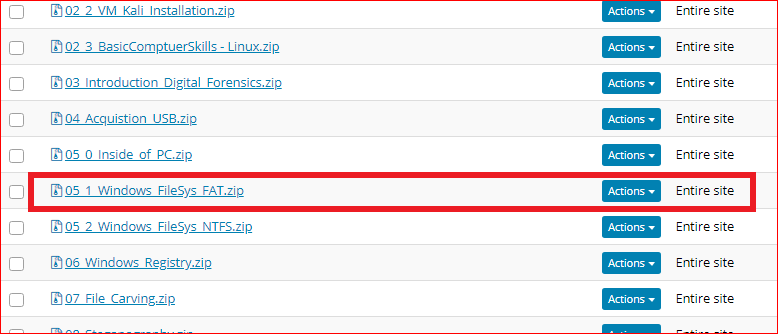 02_2_VM_Kali_Installation.zip Actions Entire site
02_3_BasicComptuerSkills - Linux.zip Actions Entire site
03_Introduction_Digital_Forensics.zip Actions Entire site
04_Acquistion_USB.zip Actions Entire site
05_0_Inside_of_PC.zip Actions Entire site
05_1_Windows_FileSys_FAT.zip Actions Entire site
05_2_Windows_FileSys_NTFS.zip Actions Entire site
06_Windows_Registry.zip Actions Entire site
07_File_Carving.zip Actions Entire site